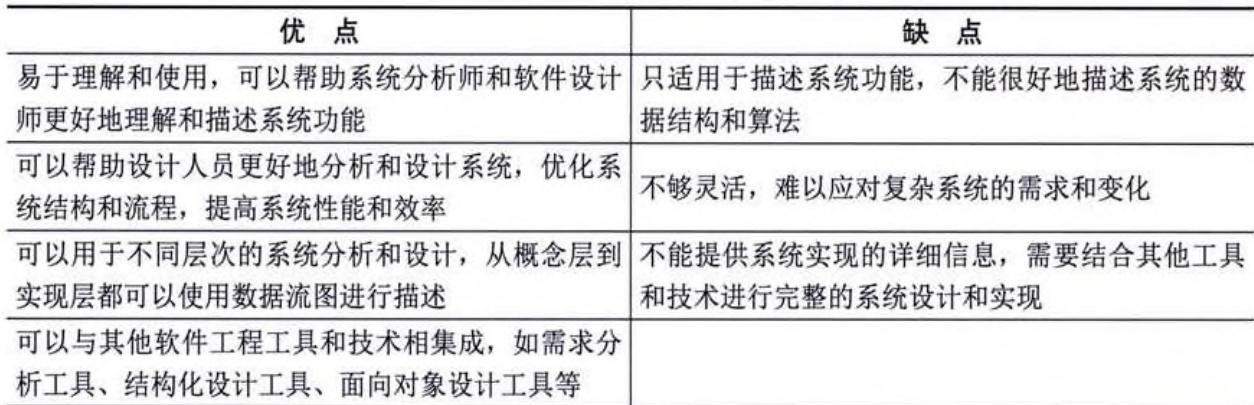 优 点
缺 点
易于理解和使用，可以帮助系统分析师和软件设计
师更好地理解和描述系统功能
只适用于描述系统功能，不能很好地描述系统的数
据结构和算法
可以帮助设计人员更好地分析和设计系统，优化系
统结构和流程，提高系统性能和效率
不够灵活，难以应对复杂系统的需求和变化
可以用于不同层次的系统分析和设计，从概念层到
实现层都可以使用数据流图进行描述
不能提供系统实现的详细信息，需要结合其他工具
和技术进行完整的系统设计和实现
可以与其他软件工程工具和技术相集成，如需求分
析工具、结构化设计工具、面向对象设计工具等